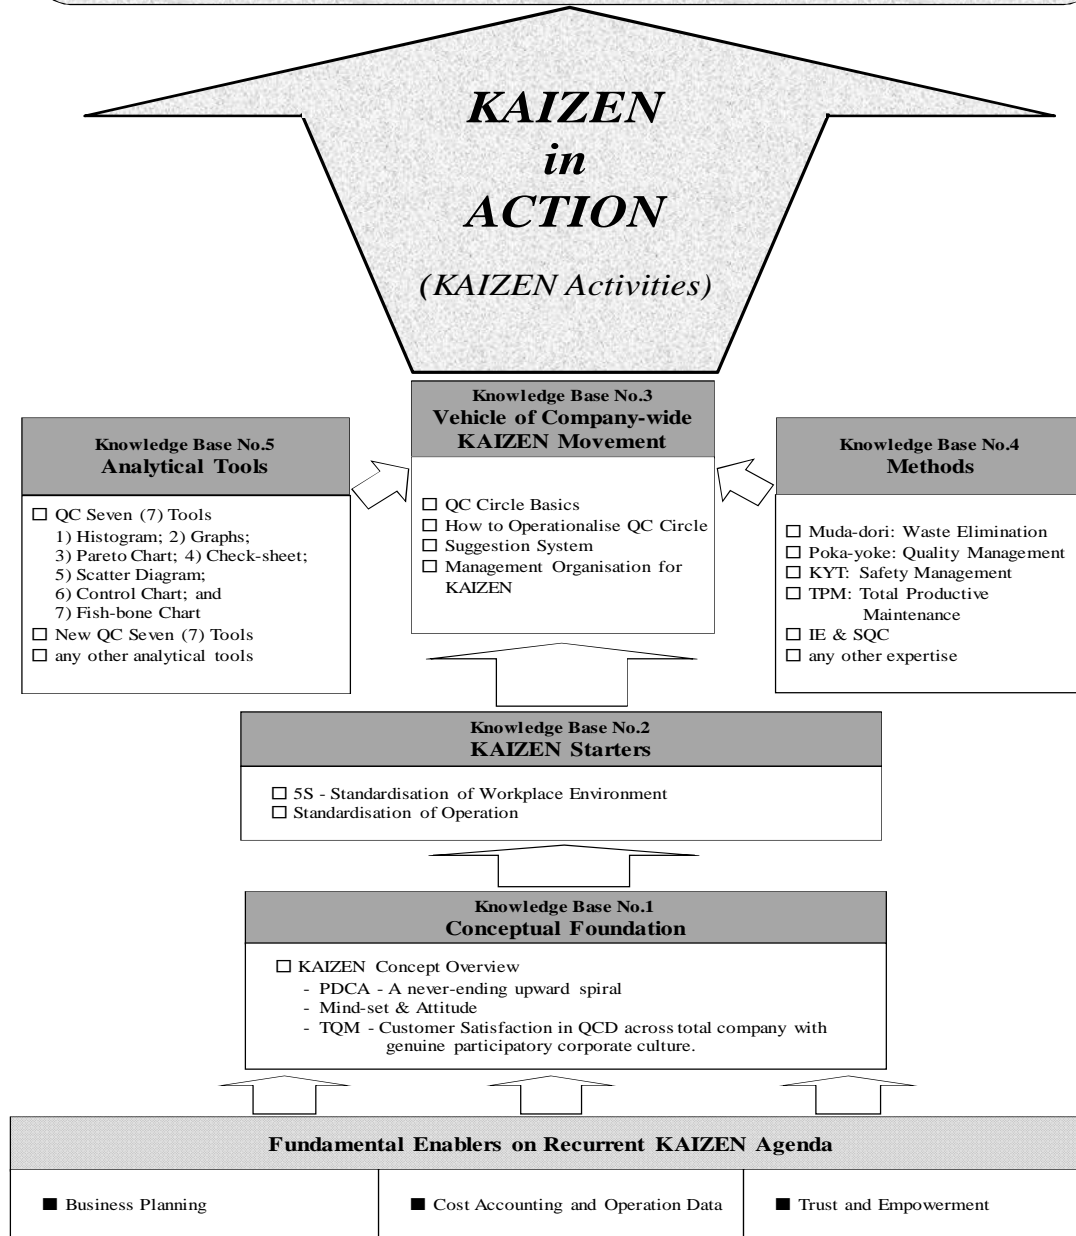 KAIZEN
in
ACTION
(KAIZEN Activities)
Knowledge Base No.3
Vehicle of Company-wide
KAIZEN Movement
□ QC Circle Basics
□ How to Operationalise QC Circle
□ Suggestion System
□ Management Organisation for
KAIZEN
Knowledge Base No.5
Analytical Tools
□ QC Seven (7) Tools
1) Histogram; 2) Graphs;
3) Pareto Chart; 4) Check-sheet;
5) Scatter Diagram;
6) Control Chart; and
7) Fish-bone Chart
□ New QC Seven (7) Tools
□ any other analytical tools
Knowledge Base No.4
Methods
□ Muda-dori: Waste Elimination
□ Poka-yoke: Quality Management
□ KYT: Safety Management
□ TPM: Total Productive
Maintenance
□ IE & SQC
□ any other expertise
Knowledge Base No.2
KAIZEN Starters
□ 5S - Standardisation of Workplace Environment
□ Standardisation of Operation
Knowledge Base No.1
Conceptual Foundation
□ KAIZEN Concept Overview
- PDCA - A never-ending upward spiral
- Mind-set & Attitude
- TQM - Customer Satisfaction in QCD across total company with
genuine participatory corporate culture.
Fundamental Enablers on Recurrent KAIZEN Agenda
■ Business Planning
■ Cost Accounting and Operation Data
■ Trust and Empowerment